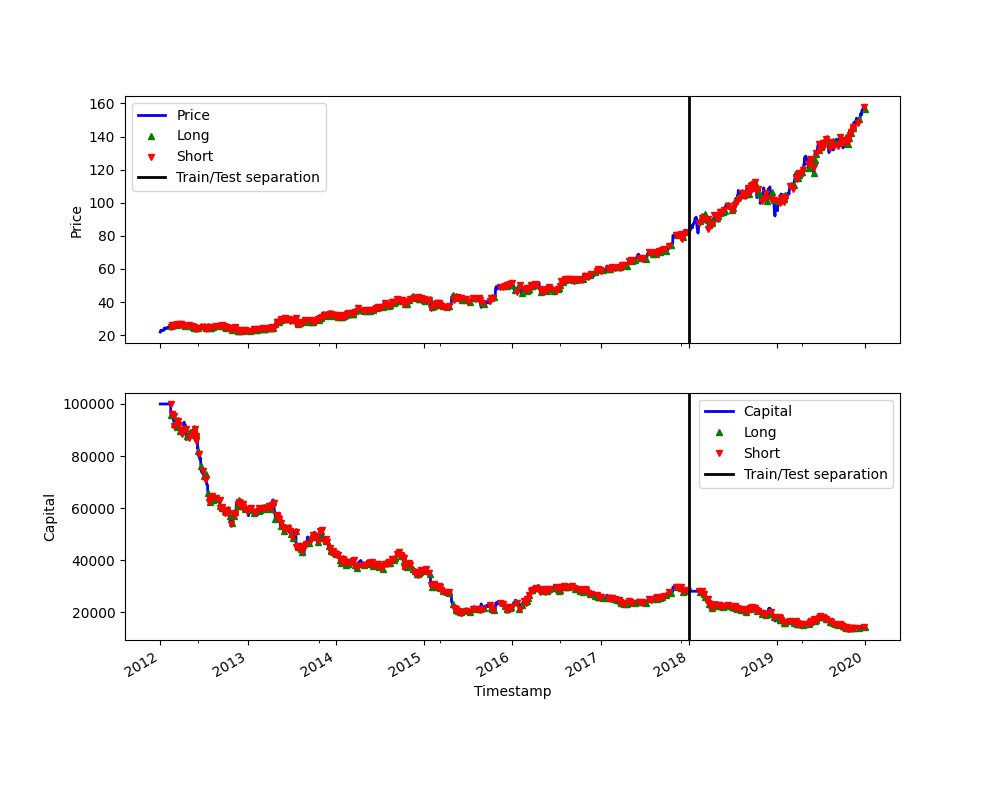 160
140
120
100
80
60
40
20
Price
Price
Long
Short
Train/Test separation
100000
80000
60000
40000
20000
Capital
Capital
Long
Short
Train/Test separation
2012 2013 2014 2015 2016 2017 2018 2019 2020
Timestamp